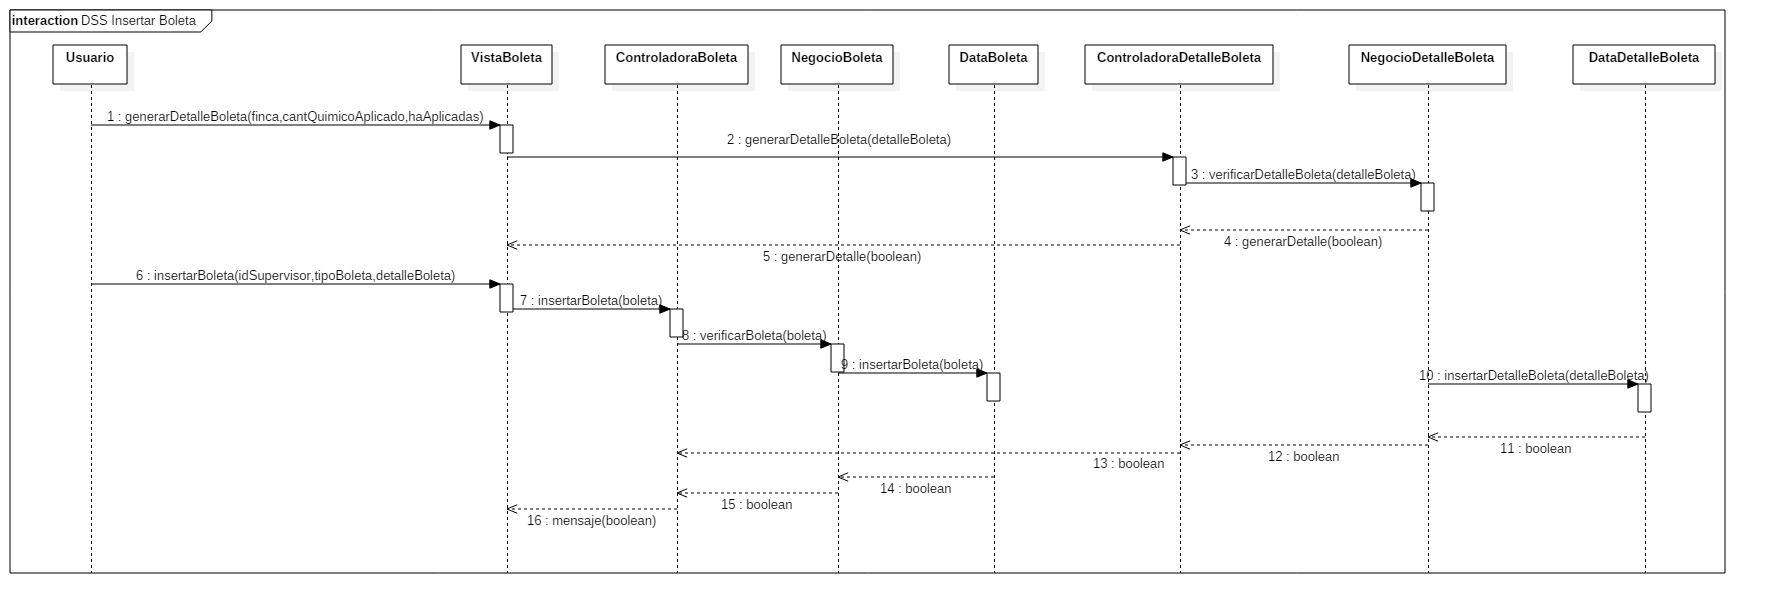 interaction DSS Insertar Boleta
Usuario
VistaBoleta
ControladoraBoleta
NegocioBoleta
DataBoleta
ControladoraDetalleBoleta
NegocioDetalleBoleta
DataDetalleBoleta
1 : generarDetalleBoleta(finca,cantQuimicoAplicado,haAplicadas)
2 : generarDetalleBoleta(detalleBoleta)
3 : verificarDetalleBoleta(detalleBoleta)
4 : generarDetalle(boolean)
5 : generarDetalle(boolean)
6 : insertarBoleta(idSupervisor,tipoBoleta,detalleBoleta)
7 : insertarBoleta(boleta)
8 : verificarBoleta(boleta)
9 : insertarBoleta(boleta)
10 : insertarDetalleBoleta(detalleBoleta)
11 : boolean
12 : boolean
13 : boolean
14 : boolean
15 : boolean
16 : mensaje(boolean)